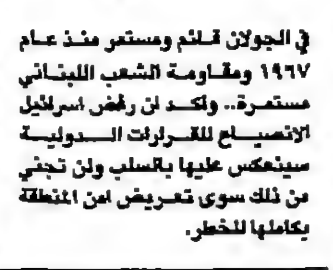 في الجولان قائم ومستمر منذ عام
١٩٦٧ ومقاومة الشعب اللبناني
مستمرة.. واكد ان رفض اسرائيل
الانصياع للقرارات الدولية
سينعكس عليها بالسلب ولن تجني
من ذلك سوى تعريض امن المنطقة
بكاملها للخطر.